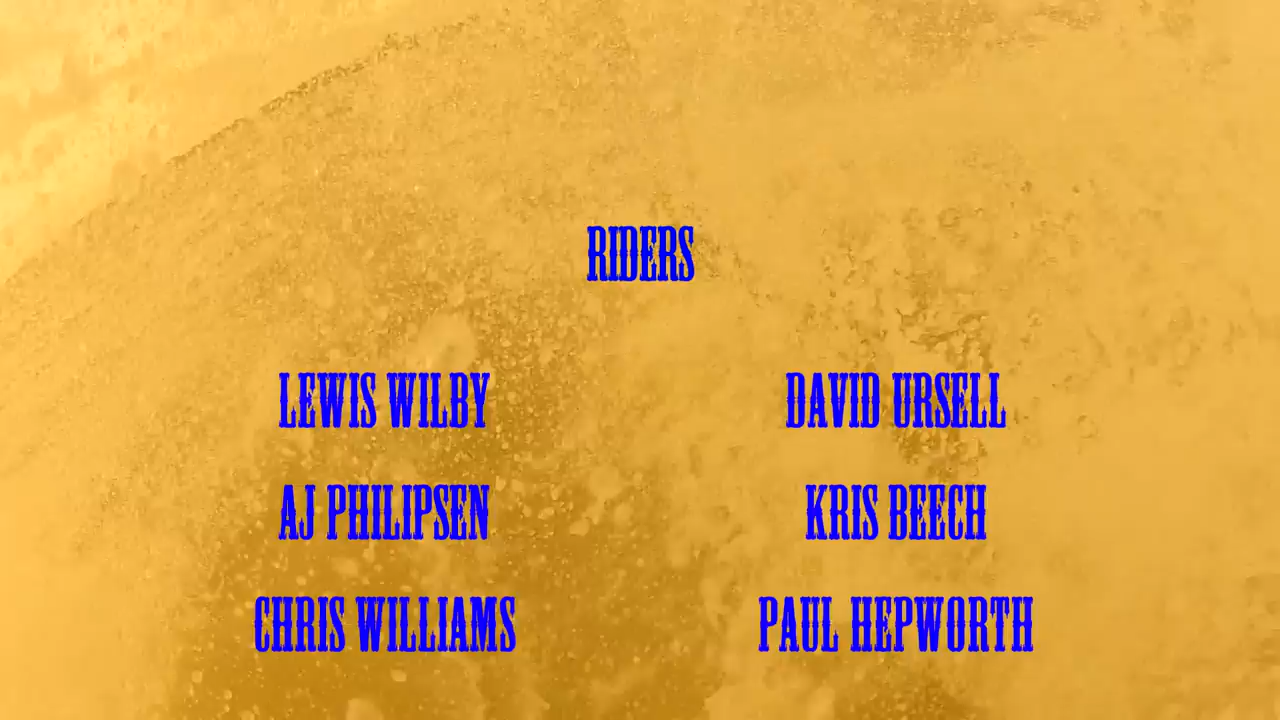 RIDERS
LEWIS WILBY
DAVID URSELL
AJ PHILIPSEN
KRIS BEECH
CHRIS WILLIAMS
PAUL HEPWORTH